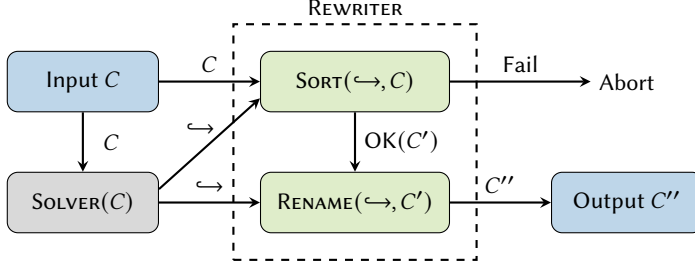 REWRITER
Input C
C
SORT(↪, C)
Fail
Abort
C
↪
OK(C′)
SOLVER(C)
↪
RENAME(↪, C′)
C″
Output C″